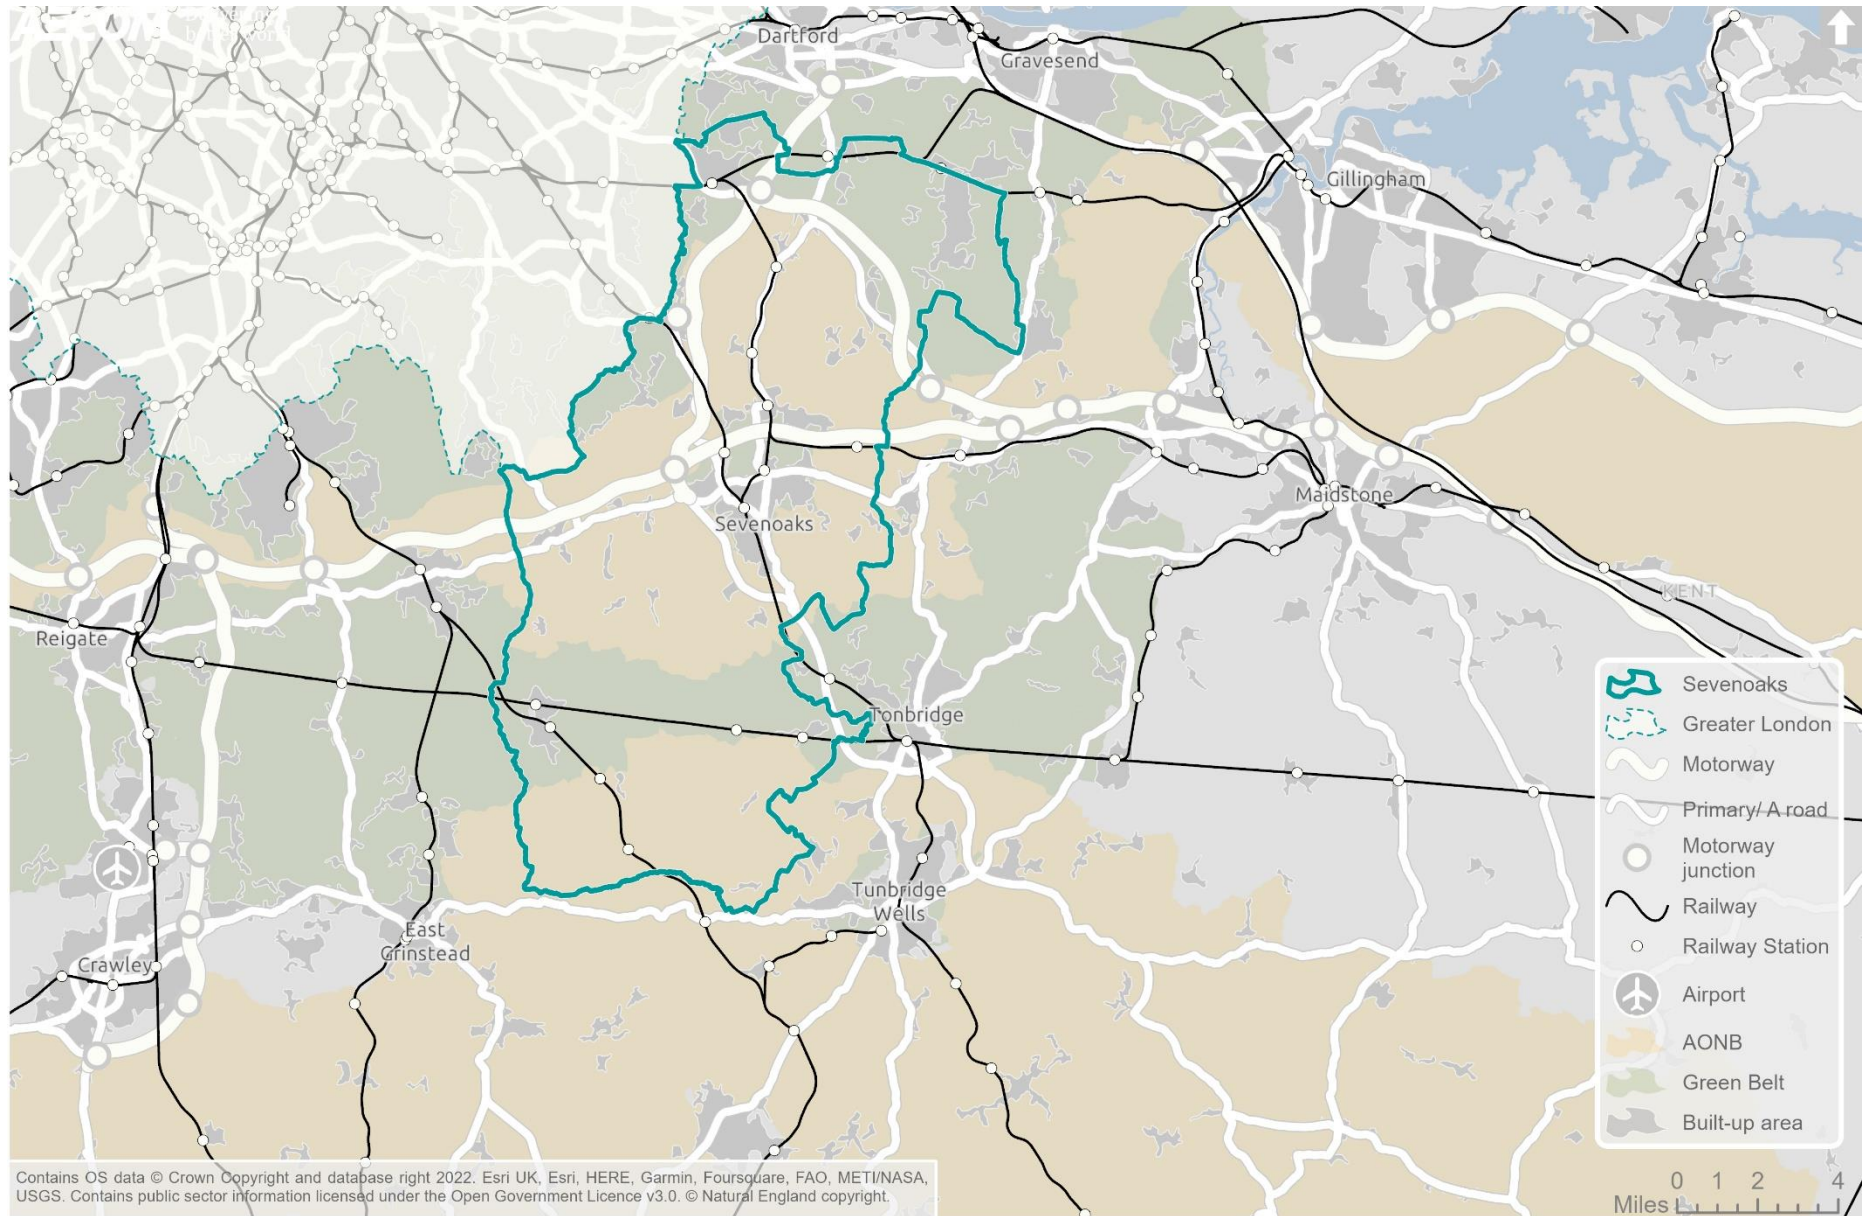 AECOM
Dartford
Gravesend
Gillingham
Sevenoaks
Maidstone
KENT
Reigate
Tonbridge
Tunbridge
Wells
East
Grinstead
Crawley
Sevenoaks
Greater London
Motorway
Primary/ A road
Motorway
junction
Railway
Railway Station
Airport
AONB
Green Belt
Built-up area
Contains OS data © Crown Copyright and database right 2022. Esri UK, Esri, HERE, Garmin, Foursquare, FAO, METI/NASA,
USGS. Contains public sector information licensed under the Open Government Licence v3.0. © Natural England copyright.
0 1 2 4
Miles